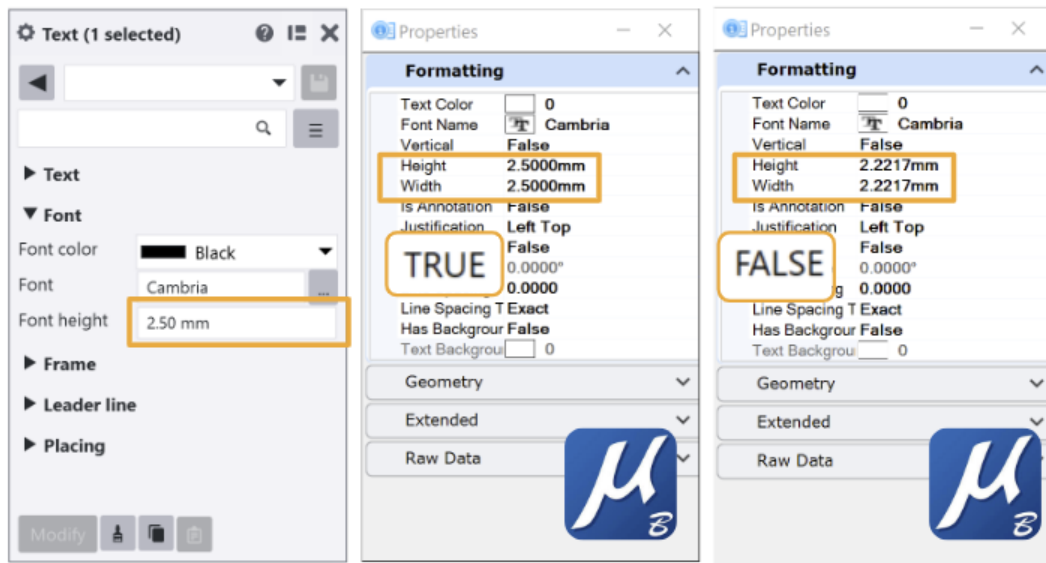 Text (1 selected)
Text
Font
Font color Black
Font Cambria ...
Font height 2.50 mm
Frame
Leader line
Placing
Modify
Properties
Formatting
Text Color 0
Font Name Cambria
Vertical False
Height 2.5000mm
Width 2.5000mm
Is Annotation False
Justification Left Top
False
TRUE 0.0000°
g 0.0000
Line Spacing T Exact
Has Backgrour False
Text Backgrou 0
Geometry
Extended
Raw Data
μ
B
Properties
Formatting
Text Color 0
Font Name Cambria
Vertical False
Height 2.2217mm
Width 2.2217mm
Is Annotation False
Justification Left Top
False
FALSE 0.0000°
g 0.0000
Line Spacing T Exact
Has Backgrour False
Text Backgrou 0
Geometry
Extended
Raw Data
μ
B